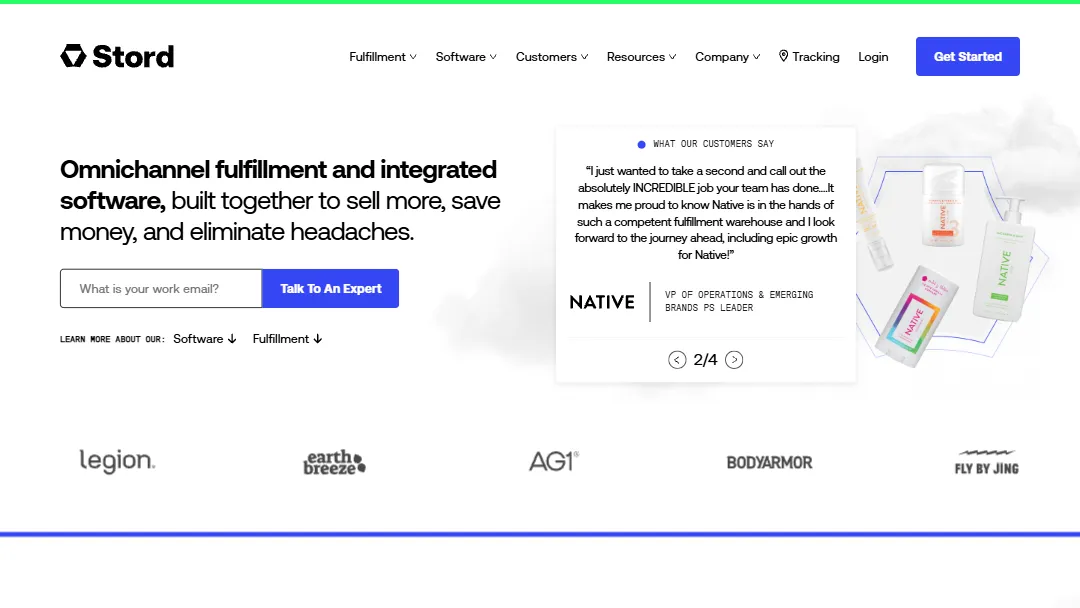 Stord
Fulfillment
Software
Customers
Resources
Company
Tracking
Login
Get Started
Omnichannel fulfillment and integrated
software, built together to sell more, save
money, and eliminate headaches.
What is your work email?
Talk To An Expert
LEARN MORE ABOUT OUR: Software ↓ Fulfillment ↓
WHAT OUR CUSTOMERS SAY
“I just wanted to take a second and call out the
absolutely INCREDIBLE job your team has done....It
makes me proud to know Native is in the hands of
such a competent fulfillment warehouse and I look
forward to the journey ahead, including epic growth
for Native!”
NATIVE
VP OF OPERATIONS & EMERGING
BRANDS PS LEADER
2/4
NATIVE
NATIVE
NATIVE
legion.
earth
breeze
AG1
BODYARMOR
FLY BY JING